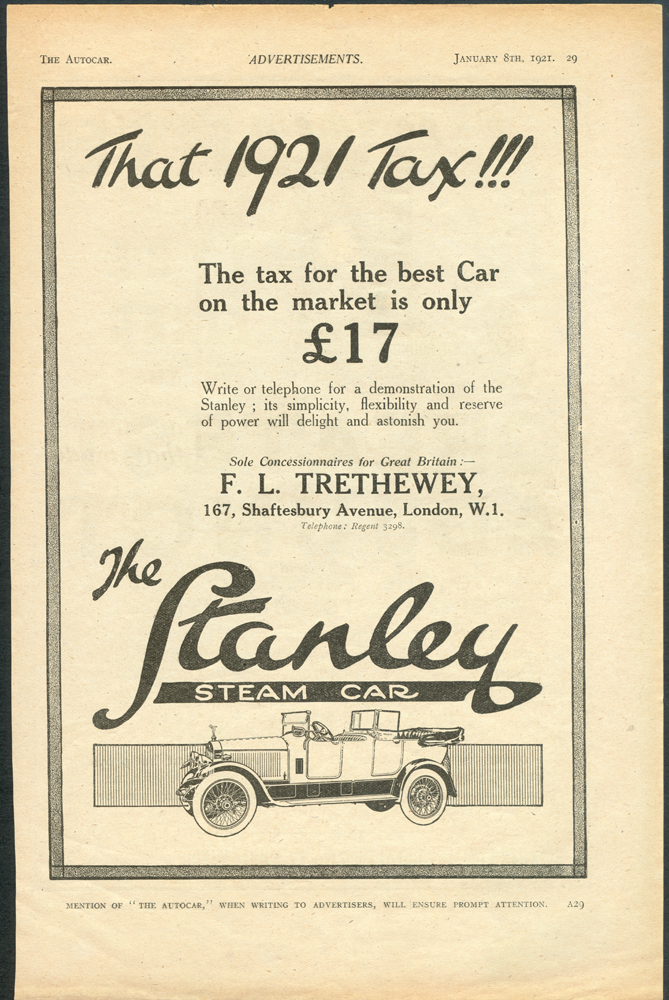 THE AUTOCAR. ADVERTISEMENTS. JANUARY 8TH, 1921. 29
That 1921 Tax!!!
The tax for the best Car
on the market is only
£17
Write or telephone for a demonstration of the
Stanley ; its simplicity, flexibility and reserve
of power will delight and astonish you.
Sole Concessionnaires for Great Britain :—
F. L. TRETHEWEY,
167, Shaftesbury Avenue, London, W.1.
Telephone: Regent 3298.
The
Stanley
STEAM CAR
MENTION OF "THE AUTOCAR," WHEN WRITING TO ADVERTISERS, WILL ENSURE PROMPT ATTENTION. A29